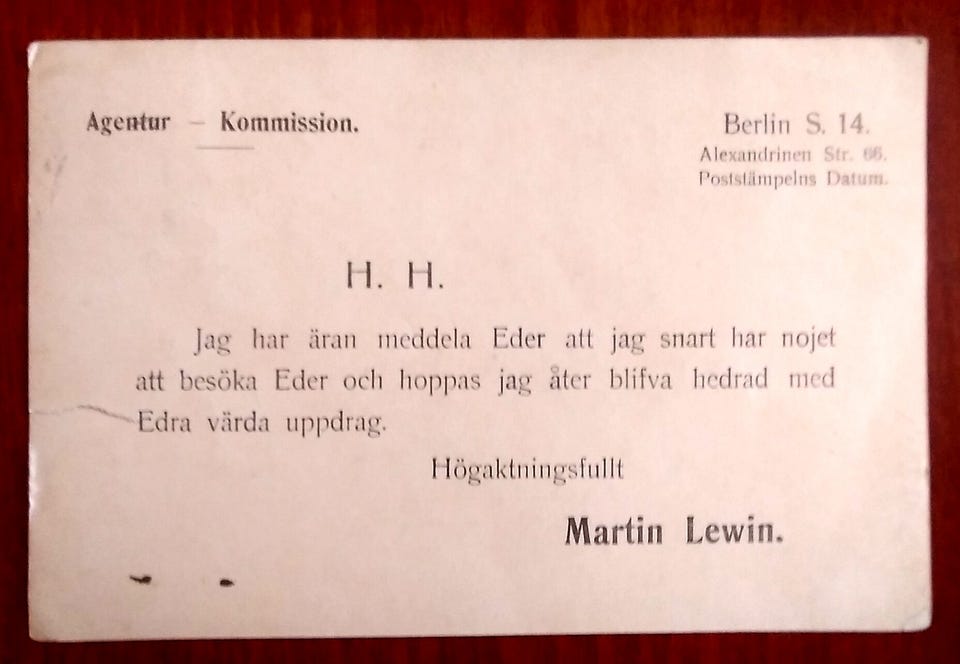 Agentur — Kommission.
Berlin S. 14.
Alexandrinen Str. 66.
Poststämpelns Datum.
H. H.
Jag har äran meddela Eder att jag snart har nojet
att besöka Eder och hoppas jag åter blifva hedrad med
Edra värda uppdrag.
Högaktningsfullt
Martin Lewin.